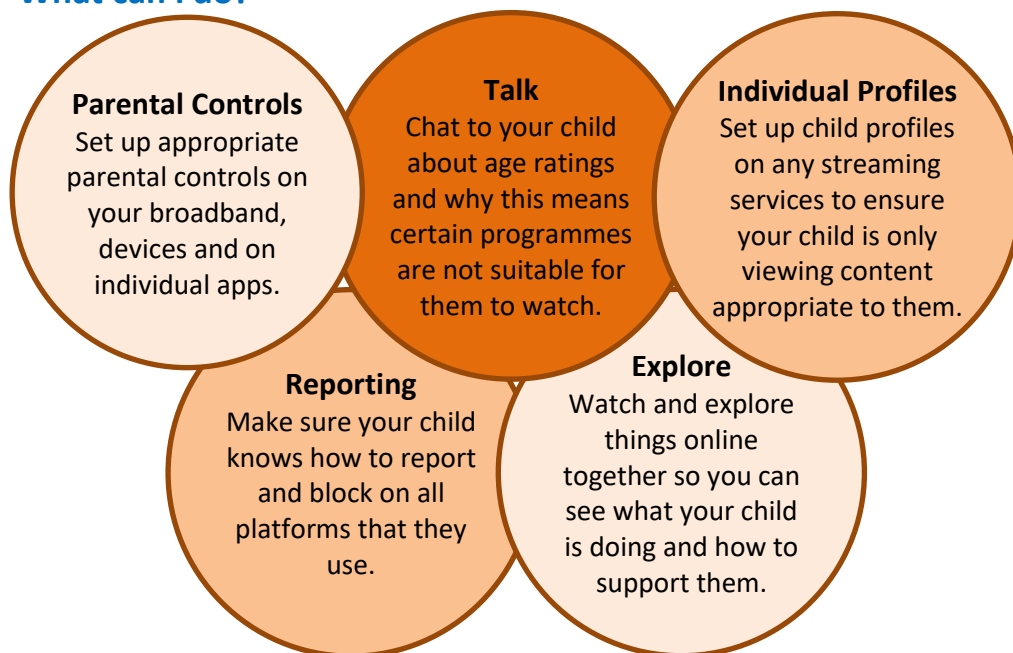 What can I do?
Parental Controls
Set up appropriate
parental controls on
your broadband,
devices and on
individual apps.
Talk
Chat to your child
about age ratings
and why this means
certain programmes
are not suitable for
them to watch.
Individual Profiles
Set up child profiles
on any streaming
services to ensure
your child is only
viewing content
appropriate to them.
Reporting
Make sure your child
knows how to report
and block on all
platforms that they
use.
Explore
Watch and explore
things online
together so you can
see what your child
is doing and how to
support them.